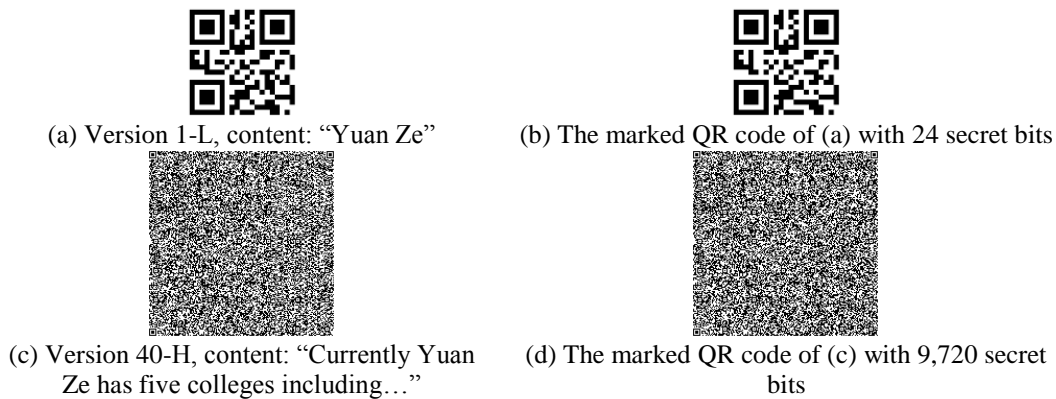 (a) Version 1-L, content: “Yuan Ze”
(b) The marked QR code of (a) with 24 secret bits
(c) Version 40-H, content: “Currently Yuan
Ze has five colleges including…”
(d) The marked QR code of (c) with 9,720 secret
bits